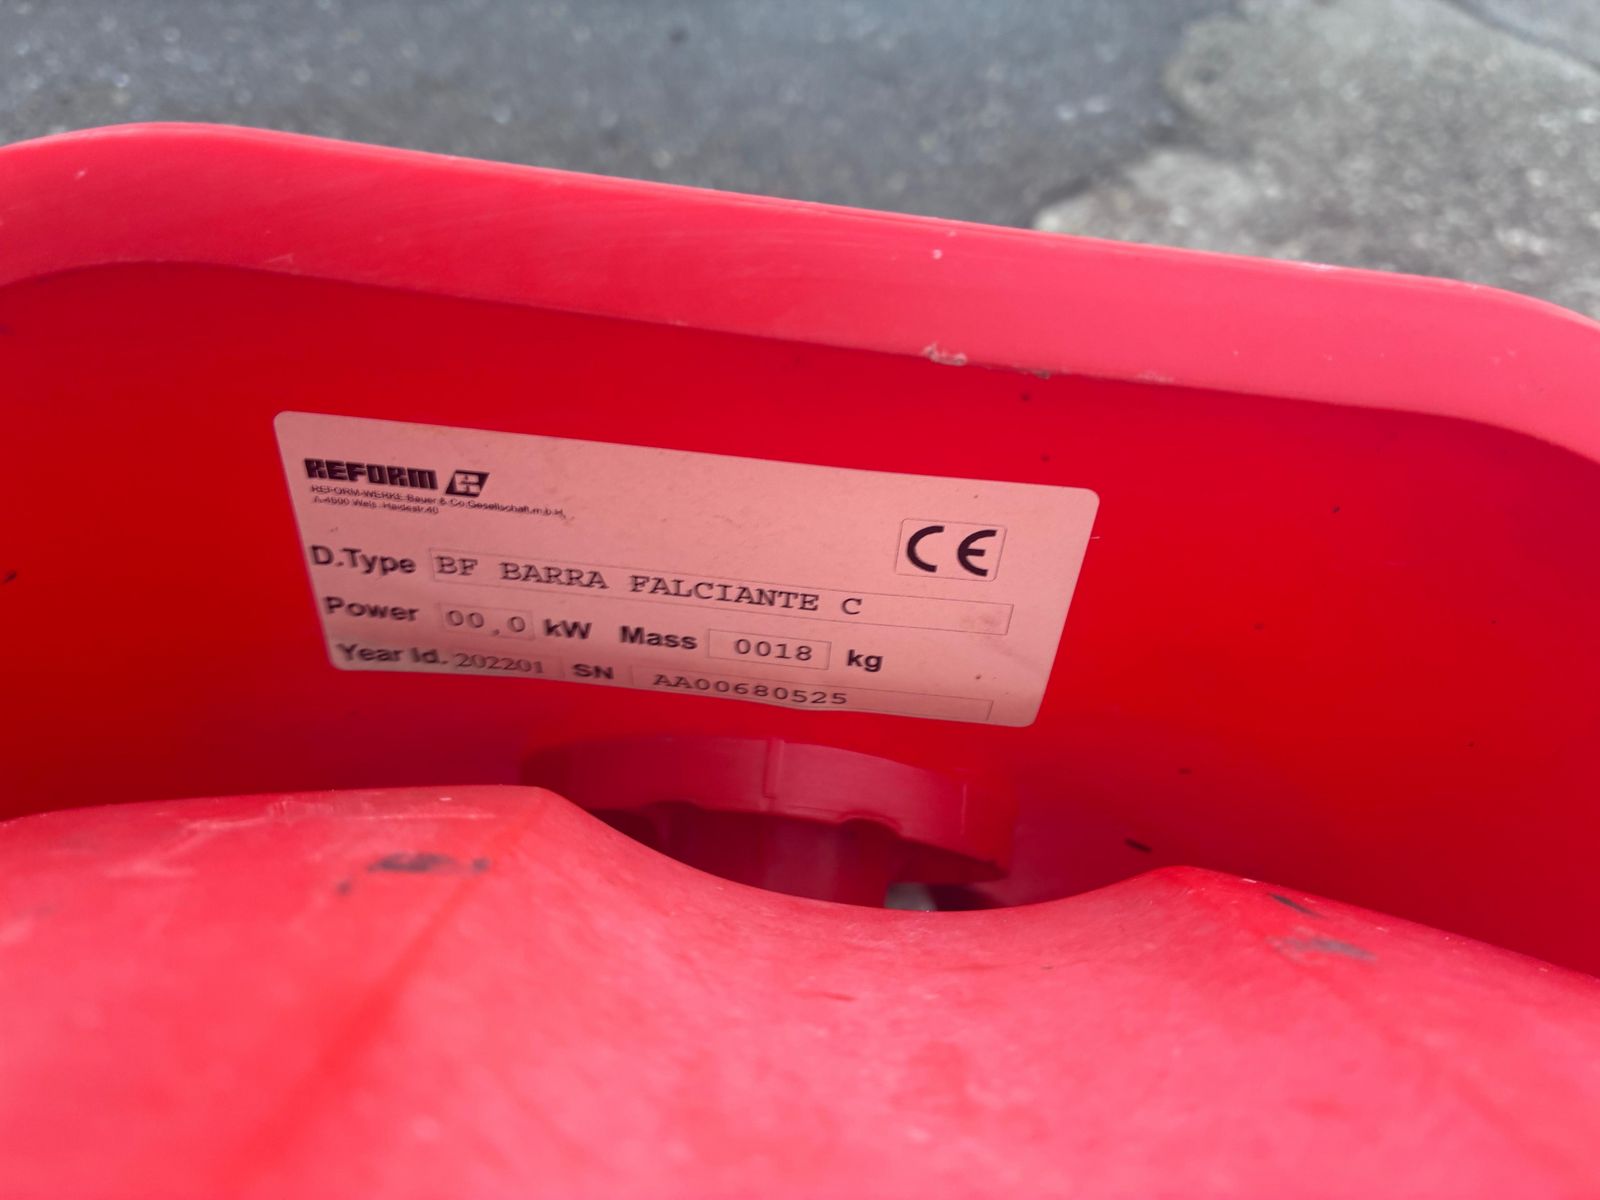 REFORM R
REFORM-WERKE Bauer & Co.Gesellschaft.m.b.H.
A-4600 Wels, Haidestr.40
CE
D.Type BF BARRA FALCIANTE C
Power 00,0 kW Mass 0018 kg
Year Id. 202201 SN AA00680525